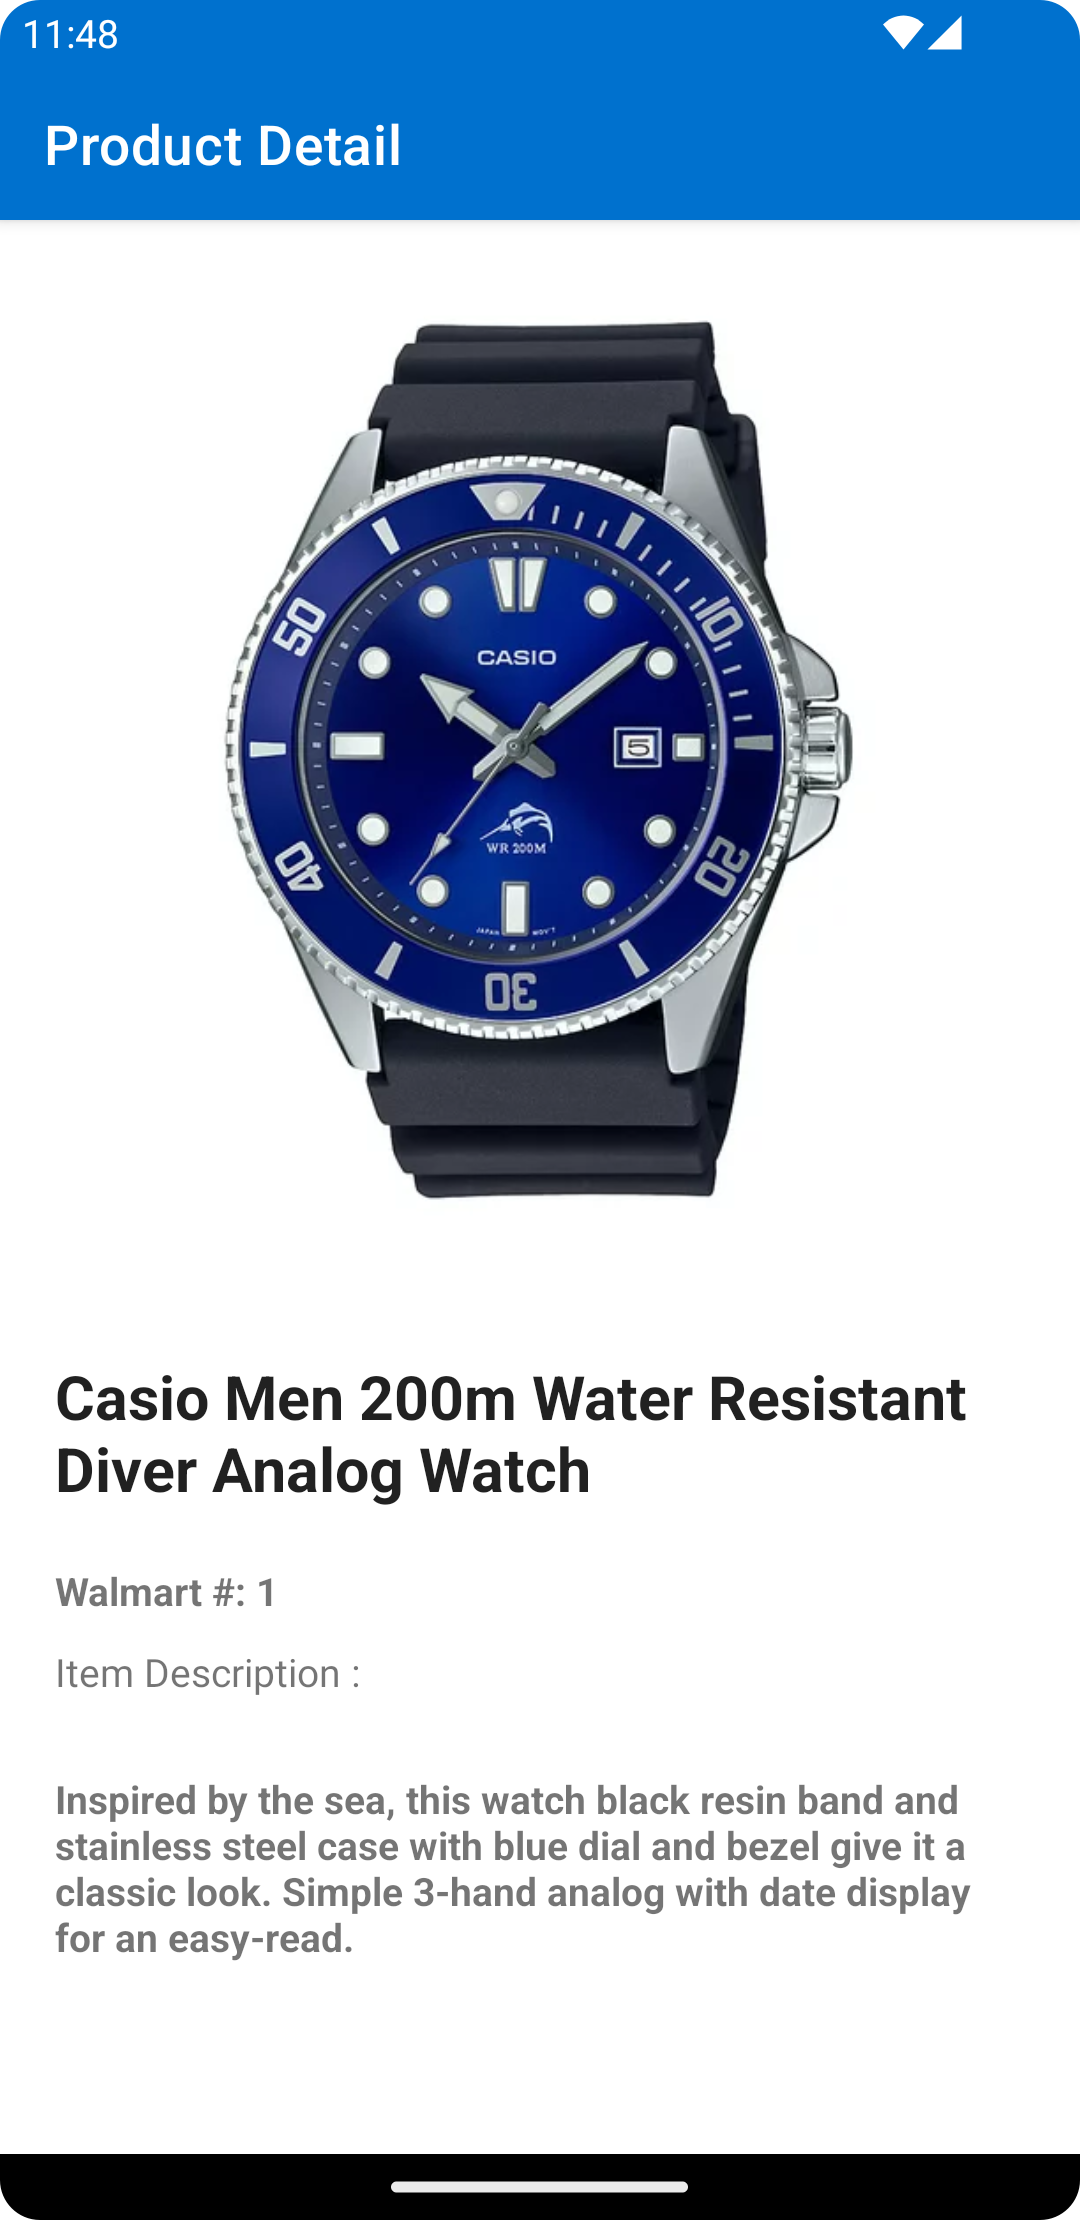 11:48
Product Detail
10
50
CASIO
5
WR 200M
40
20
JAPAN MOV'T
30
Casio Men 200m Water Resistant
Diver Analog Watch
Walmart #: 1
Item Description :
Inspired by the sea, this watch black resin band and
stainless steel case with blue dial and bezel give it a
classic look. Simple 3-hand analog with date display
for an easy-read.